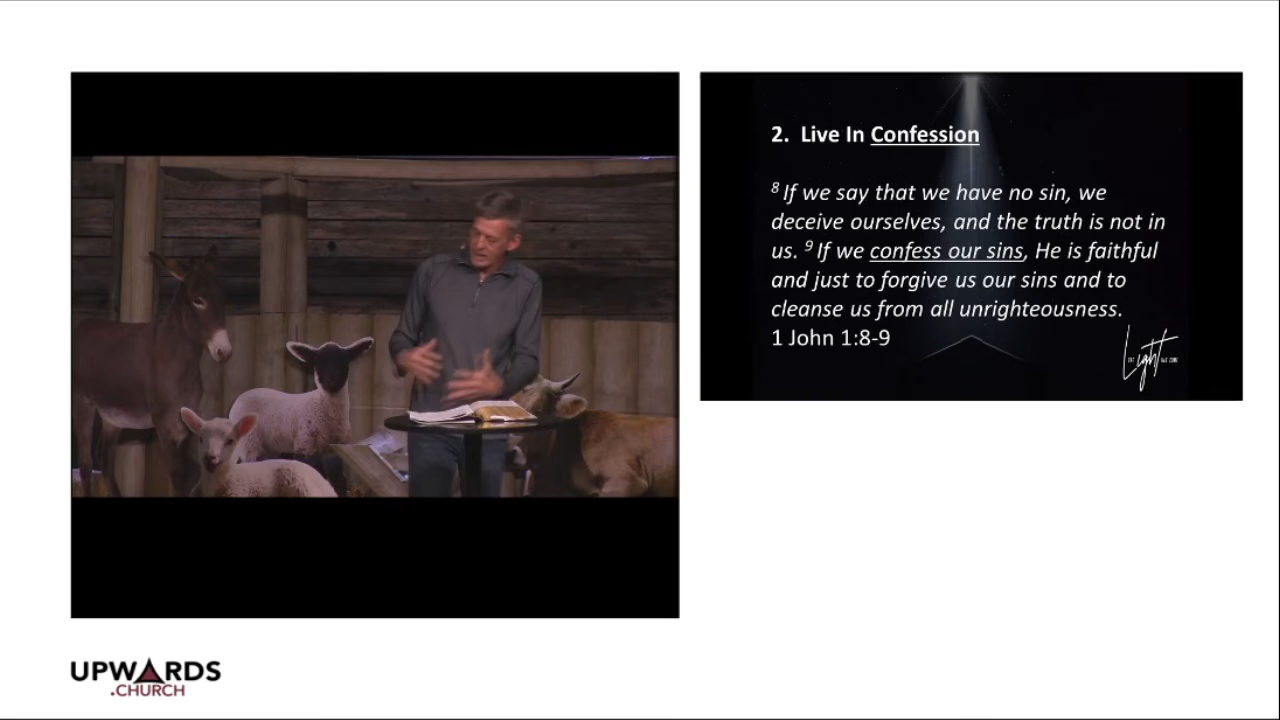 2. Live In Confession
8 If we say that we have no sin, we
deceive ourselves, and the truth is not in
us. 9 If we confess our sins, He is faithful
and just to forgive us our sins and to
cleanse us from all unrighteousness.
1 John 1:8-9
Light
UPWARDS
.CHURCH